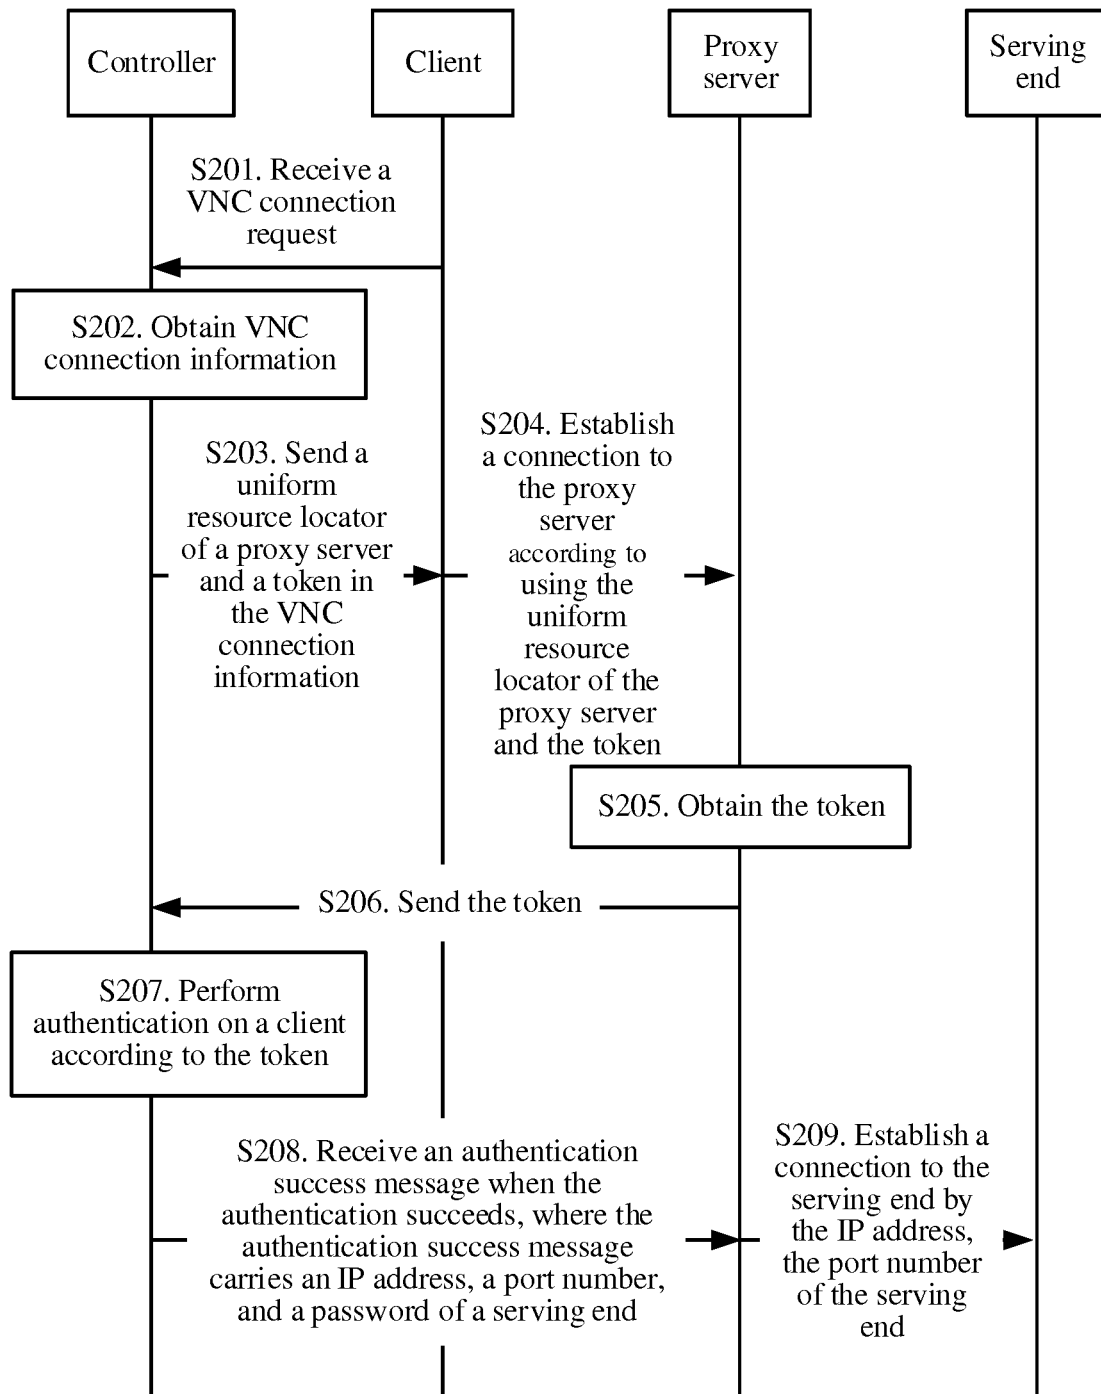 Controller
Client
Proxy
server
Serving
end
S201. Receive a
VNC connection
request
S202. Obtain VNC
connection information
S203. Send a
uniform
resource locator
of a proxy server
and a token in
the VNC
connection
information
S204. Establish
a connection to
the proxy
server
according to
using the
uniform
resource
locator of the
proxy server
and the token
S205. Obtain the token
S206. Send the token
S207. Perform
authentication on a client
according to the token
S208. Receive an authentication
success message when the
authentication succeeds, where the
authentication success message
carries an IP address, a port number,
and a password of a serving end
S209. Establish a
connection to the
serving end by
the IP address,
the port number
of the serving
end